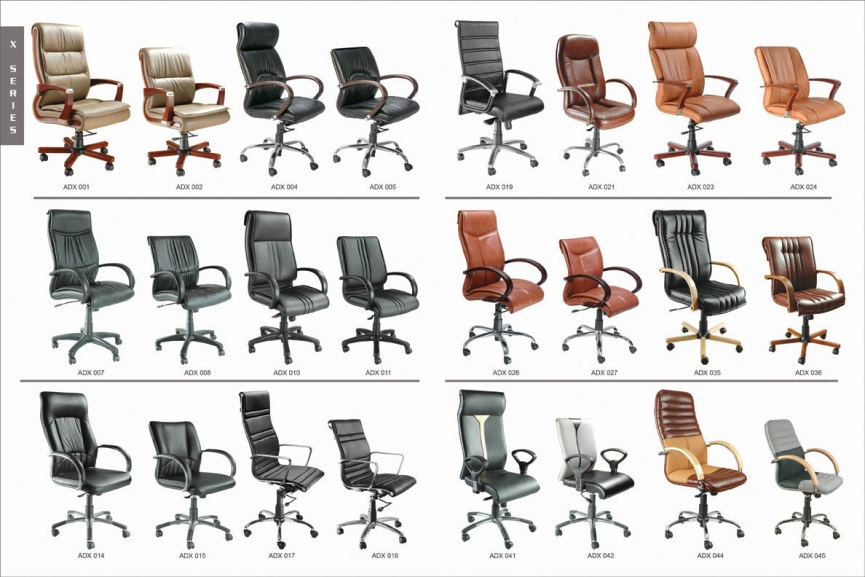 X SERIES
ADX 001
ADX 002
ADX 004
ADX 005
ADX 019
ADX 021
ADX 023
ADX 024
ADX 007
ADX 008
ADX 010
ADX 011
ADX 026
ADX 027
ADX 035
ADX 036
ADX 014
ADX 015
ADX 017
ADX 018
ADX 041
ADX 042
ADX 044
ADX 045